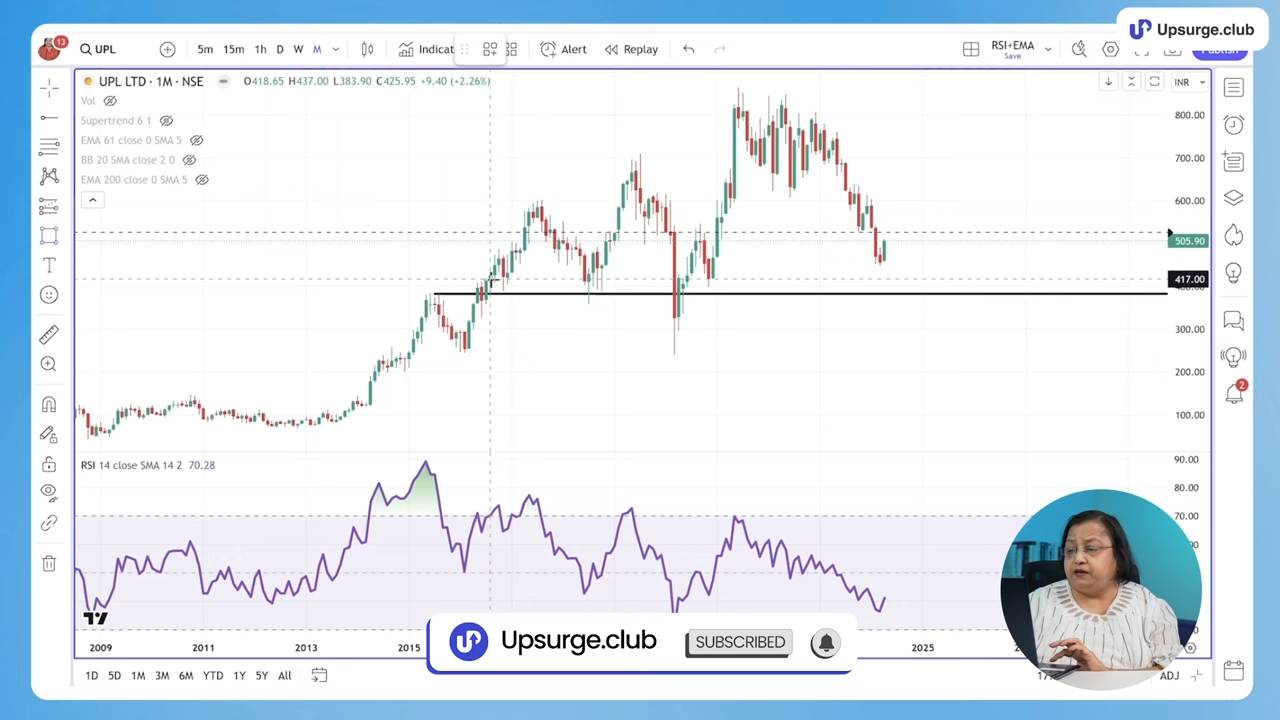 Upsurge.club
13
UPL
5m 15m 1h D W M
Indicat
Alert
Replay
RSI+EMA
Save
Publish
UPL LTD · 1M · NSE
O418.65 H437.00 L383.90 C425.95 +9.40 (+2.26%)
INR
Vol
Supertrend 6 1
EMA 61 close 0 SMA 5
BB 20 SMA close 2 0
EMA 200 close 0 SMA 5
800.00
700.00
600.00
505.90
417.00
300.00
200.00
100.00
2
RSI 14 close SMA 14 2 70.28
90.00
80.00
70.00
Upsurge.club
SUBSCRIBED
2009 2011 2013 2015 2025
1D 5D 1M 3M 6M YTD 1Y 5Y All
ADJ